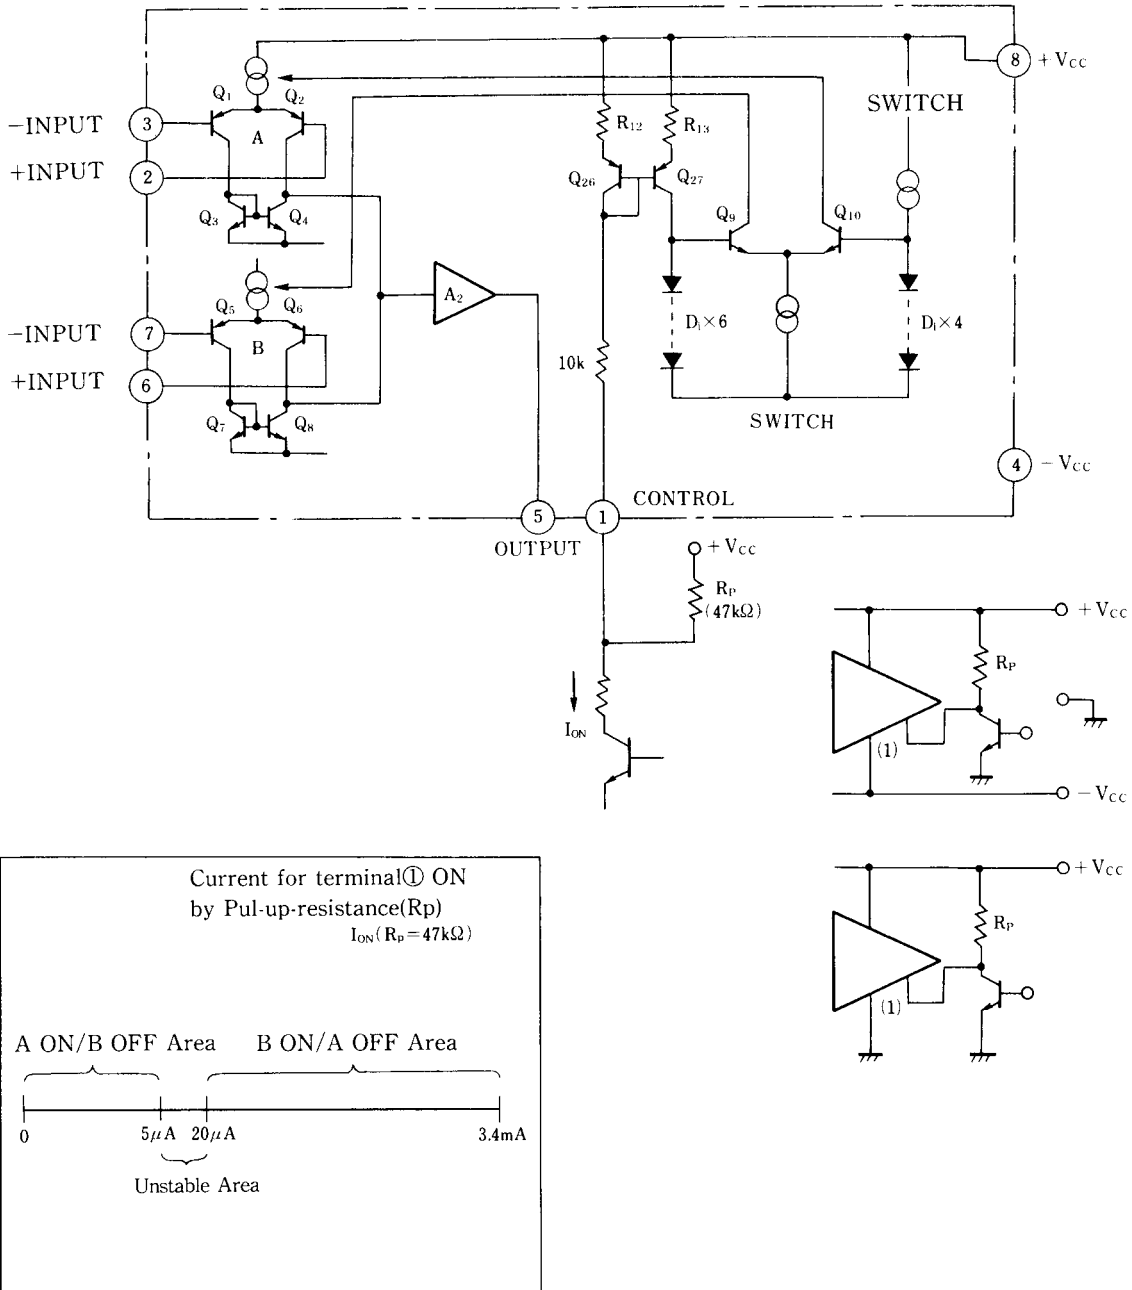 8 +Vcc
SWITCH
Q1 Q2
-INPUT 3
A
+INPUT 2
R12 R13
Q26 Q27
Q3 Q4
Q9 Q10
Q5 Q6
A2
-INPUT 7
B
+INPUT 6
Di×6 Di×4
10k
Q7 Q8
SWITCH
4 -Vcc
CONTROL
5 1
OUTPUT
+Vcc
RP
(47kΩ)
ION
+Vcc
RP
(1)
-Vcc
+Vcc
RP
(1)
Current for terminal① ON
by Pul-up-resistance(Rp)
ION(RP=47kΩ)
A ON/B OFF Area B ON/A OFF Area
0 5μA 20μA 3.4mA
Unstable Area